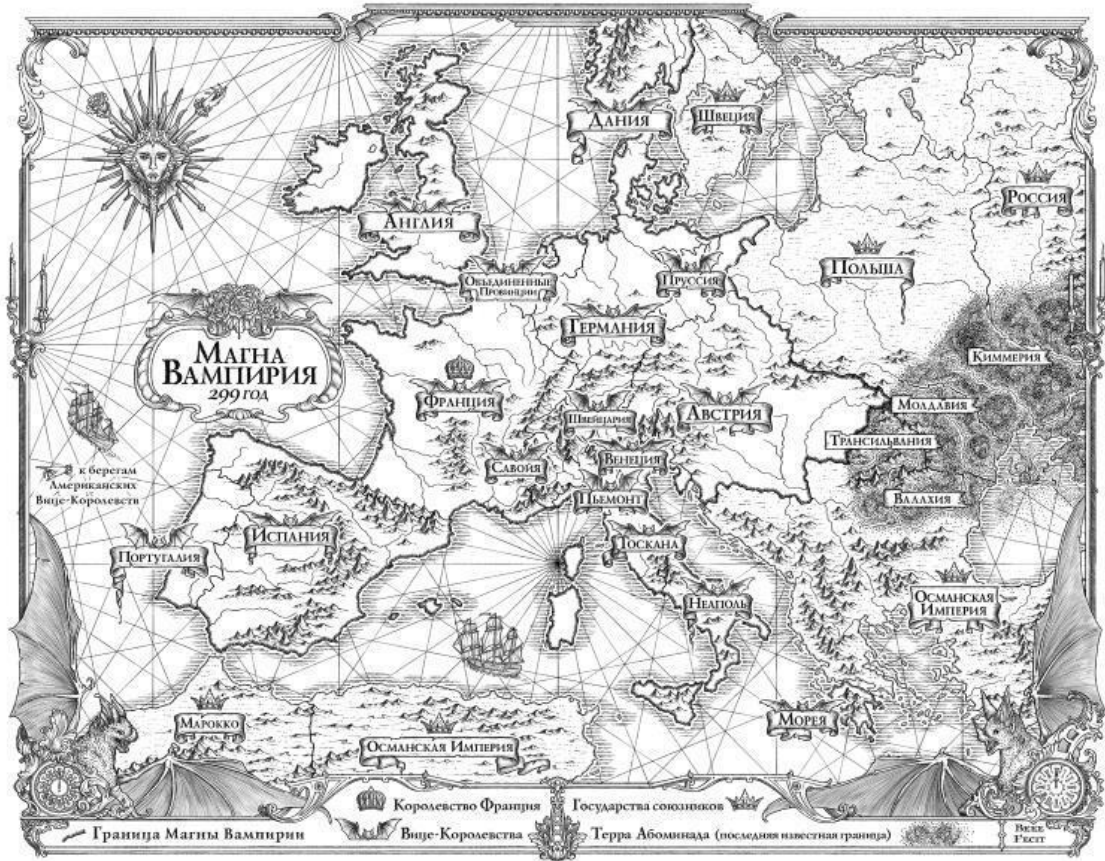 Дания
Швеция
Россия
Англия
Польша
Объединенные
Провинции
Пруссия
Германия
Магна
Вампирия
299 год
Киммерия
Франция
Швейцария
Австрия
Молдавия
Трансильвания
Савойя
Венеция
к берегам
Американских
Вице-Королевств
Пьемонт
Валахия
Португалия
Испания
Тоскана
Неаполь
Османская
Империя
Марокко
Османская Империя
Морея
Королевство Франция
Государства союзников
Граница Магны Вампирии
Вице-Королевства
Терра Абоминада (последняя известная граница)
Fecit